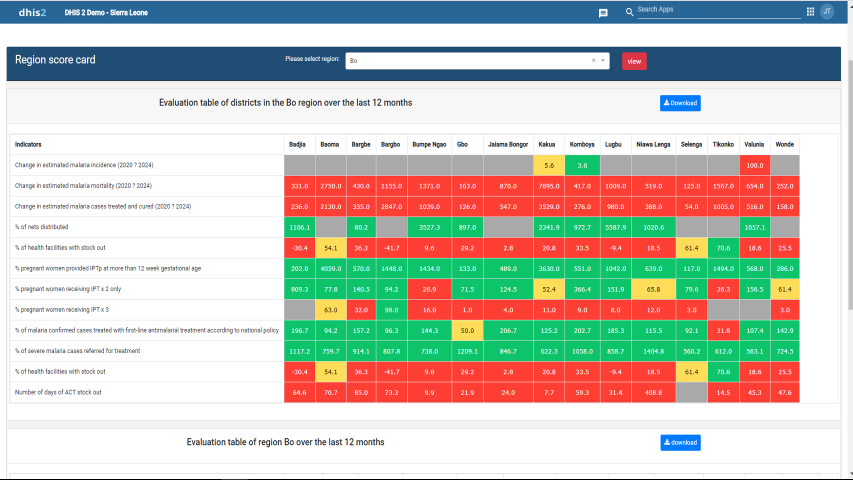 dhis2 DHIS 2 Demo - Sierra Leone Search Apps JT
Region score card Please select region: Bo × view
Evaluation table of districts in the Bo region over the last 12 months Download
Indicators Badjia Baoma Bargbe Bargbo Bumpe Ngao Gbo Jaiama Bongor Kakua Komboya Lugbu Niawa Lenga Selenga Tikonko Valunia Wonde
Change in estimated malaria incidence (2020 ? 2024) 5.6 3.6 100.0
Change in estimated malaria mortality (2020 ? 2024) 331.0 2750.0 430.0 1155.0 1371.0 163.0 870.0 7895.0 417.0 1009.0 519.0 125.0 1567.0 654.0 252.0
Change in estimated malaria cases treated and cured (2020 ? 2024) 236.0 2130.0 335.0 2847.0 1039.0 126.0 547.0 3529.0 276.0 980.0 388.0 54.0 1005.0 516.0 158.0
% of nets distributed 1106.1 80.2 3527.3 897.0 2341.9 972.7 5587.9 1020.6 1057.1
% of health facilities with stock out -30.4 54.1 36.3 -41.7 9.6 29.2 2.8 20.8 33.5 -9.4 18.5 61.4 70.6 18.6 25.5
% pregnant women provided IPTp at more than 12 week gestational age 202.0 4059.0 570.0 1448.0 1434.0 133.0 489.0 3630.0 551.0 1042.0 639.0 117.0 1494.0 568.0 286.0
% pregnant women receiving IPT x 2 only 809.3 77.8 140.5 94.2 26.9 71.5 124.5 52.4 366.4 151.9 65.8 79.6 36.3 156.5 61.4
% pregnant women receiving IPT x 3 63.0 32.0 98.0 16.0 1.0 4.0 11.0 9.0 8.0 12.0 3.0 3.0
% of malaria confirmed cases treated with first-line antimalarial treatment according to national policy 196.7 94.2 157.2 96.3 144.3 50.0 206.7 125.2 202.7 185.3 115.5 92.1 31.8 107.4 142.9
% of severe malaria cases referred for treatment 1117.2 759.7 914.1 807.8 738.0 1209.1 846.7 622.3 1058.0 858.7 1404.8 560.2 612.0 563.1 724.5
% of health facilities with stock out -30.4 54.1 36.3 -41.7 9.6 29.2 2.8 20.8 33.5 -9.4 18.5 61.4 70.6 18.6 25.5
Number of days of ACT stock out 64.6 70.7 85.0 73.3 9.9 21.9 24.0 7.7 59.3 31.4 408.8 14.5 45.3 47.6
Evaluation table of region Bo over the last 12 months download